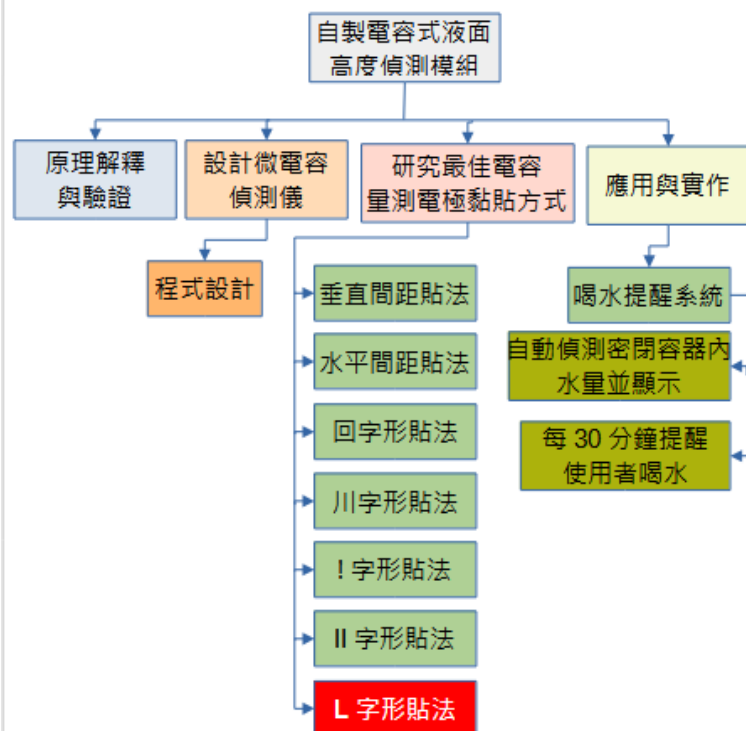 自製電容式液面
高度偵測模組
原理解釋
與驗證
設計微電容
偵測儀
研究最佳電容
量測電極黏貼方式
應用與實作
程式設計
垂直間距貼法
水平間距貼法
回字形貼法
川字形貼法
! 字形貼法
II 字形貼法
L 字形貼法
喝水提醒系統
自動偵測密閉容器內
水量並顯示
每 30 分鐘提醒
使用者喝水